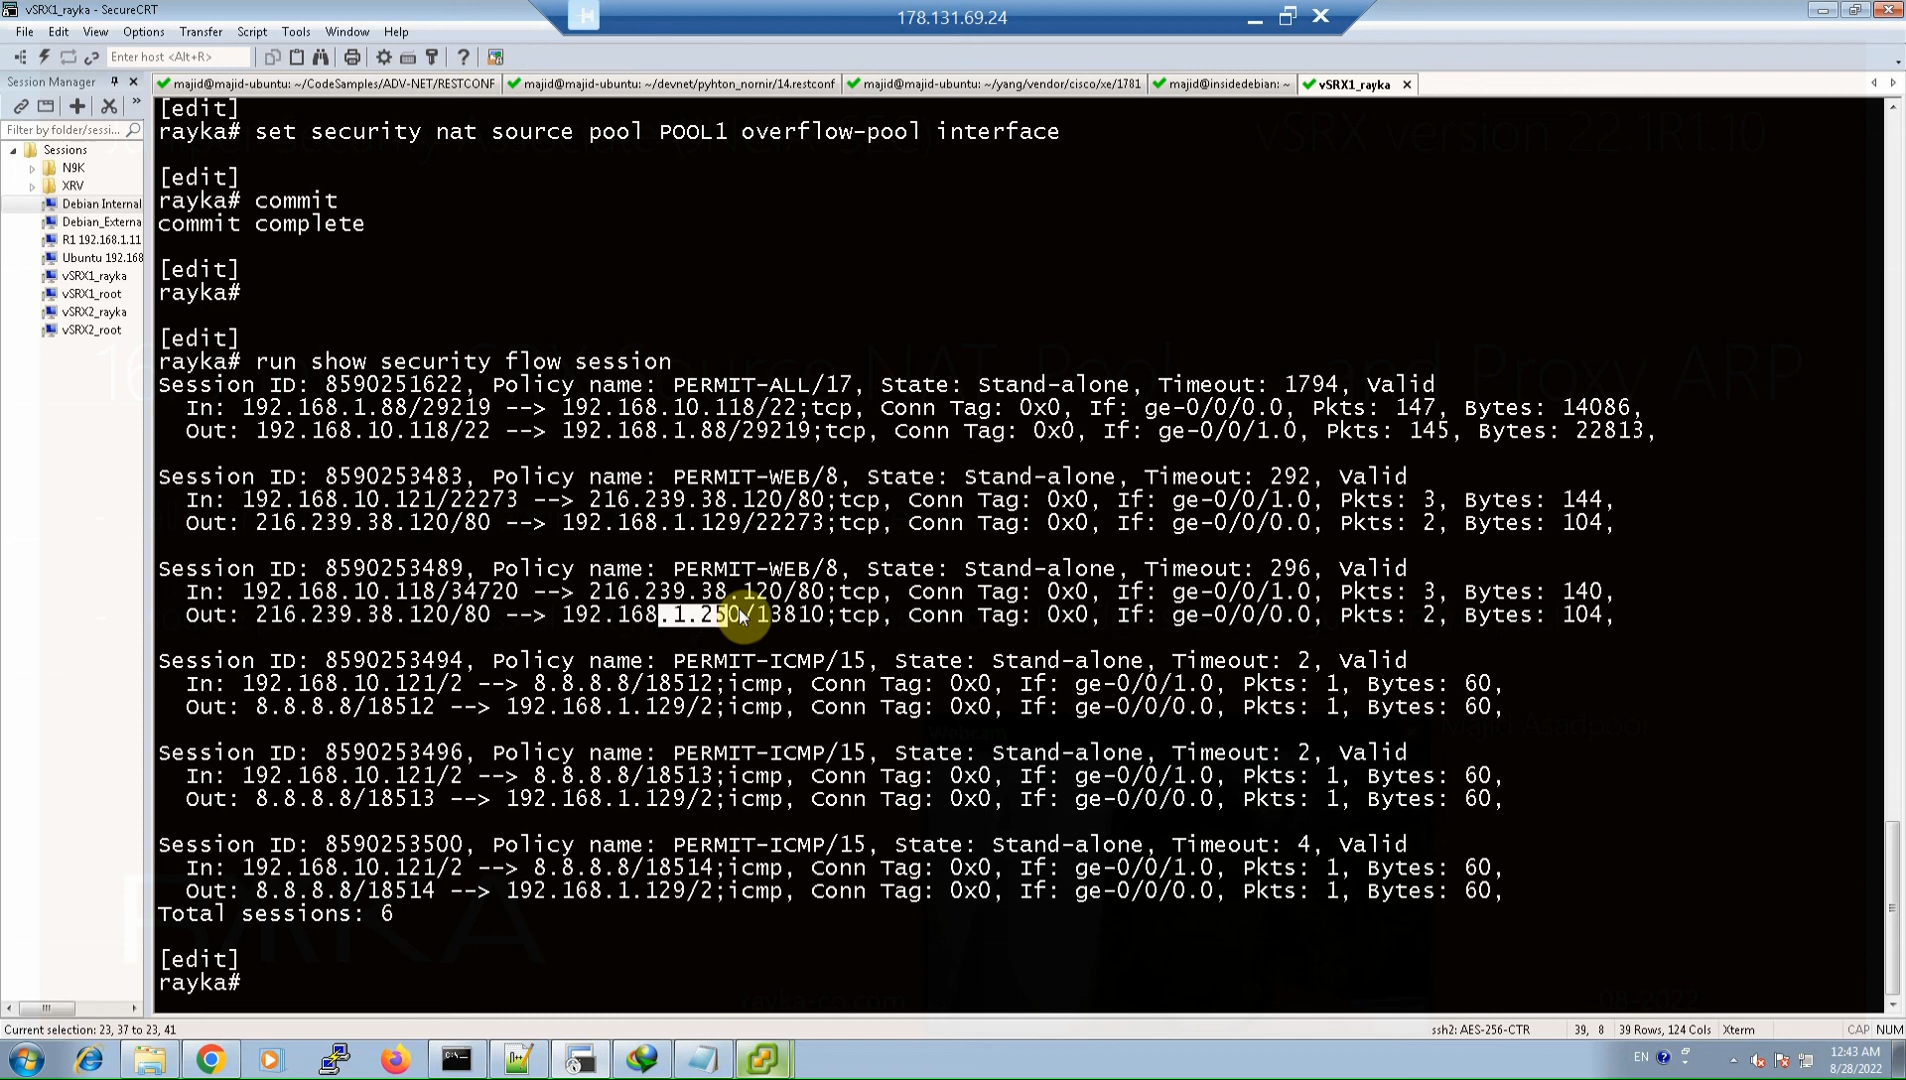 vSRX1_rayka - SecureCRT
178.131.69.24
File Edit View Options Transfer Script Tools Window Help
Enter host <Alt+R>
Session Manager
majid@majid-ubuntu: ~/CodeSamples/ADV-NET/RESTCONF
majid@majid-ubuntu: ~/devnet/pyhton_nornir/14.restconf
majid@majid-ubuntu: ~/yang/vendor/cisco/xe/1781
majid@insidedebian: ~
vSRX1_rayka
Filter by folder/sessi...
Sessions
N9K
XRV
Debian Internal
Debian_Externa
R1 192.168.1.11
Ubuntu 192.168
vSRX1_rayka
vSRX1_root
vSRX2_rayka
vSRX2_root
[edit]
rayka# set security nat source pool POOL1 overflow-pool interface
vSRX version 22.1R1.10
[edit]
rayka# commit
commit complete
[edit]
rayka#
[edit]
rayka# run show security flow session
Session ID: 8590251622, Policy name: PERMIT-ALL/17, State: Stand-alone, Timeout: 1794, Valid
In: 192.168.1.88/29219 --> 192.168.10.118/22;tcp, Conn Tag: 0x0, If: ge-0/0/0.0, Pkts: 147, Bytes: 14086,
Out: 192.168.10.118/22 --> 192.168.1.88/29219;tcp, Conn Tag: 0x0, If: ge-0/0/1.0, Pkts: 145, Bytes: 22813,
Session ID: 8590253483, Policy name: PERMIT-WEB/8, State: Stand-alone, Timeout: 292, Valid
In: 192.168.10.121/22273 --> 216.239.38.120/80;tcp, Conn Tag: 0x0, If: ge-0/0/1.0, Pkts: 3, Bytes: 144,
Out: 216.239.38.120/80 --> 192.168.1.129/22273;tcp, Conn Tag: 0x0, If: ge-0/0/0.0, Pkts: 2, Bytes: 104,
Session ID: 8590253489, Policy name: PERMIT-WEB/8, State: Stand-alone, Timeout: 296, Valid
In: 192.168.10.118/34720 --> 216.239.38.120/80;tcp, Conn Tag: 0x0, If: ge-0/0/1.0, Pkts: 3, Bytes: 140,
Out: 216.239.38.120/80 --> 192.168.1.250/13810;tcp, Conn Tag: 0x0, If: ge-0/0/0.0, Pkts: 2, Bytes: 104,
Session ID: 8590253494, Policy name: PERMIT-ICMP/15, State: Stand-alone, Timeout: 2, Valid
In: 192.168.10.121/2 --> 8.8.8.8/18512;icmp, Conn Tag: 0x0, If: ge-0/0/1.0, Pkts: 1, Bytes: 60,
Out: 8.8.8.8/18512 --> 192.168.1.129/2;icmp, Conn Tag: 0x0, If: ge-0/0/0.0, Pkts: 1, Bytes: 60,
Session ID: 8590253496, Policy name: PERMIT-ICMP/15, State: Stand-alone, Timeout: 2, Valid
In: 192.168.10.121/2 --> 8.8.8.8/18513;icmp, Conn Tag: 0x0, If: ge-0/0/1.0, Pkts: 1, Bytes: 60,
Out: 8.8.8.8/18513 --> 192.168.1.129/2;icmp, Conn Tag: 0x0, If: ge-0/0/0.0, Pkts: 1, Bytes: 60,
Session ID: 8590253500, Policy name: PERMIT-ICMP/15, State: Stand-alone, Timeout: 4, Valid
In: 192.168.10.121/2 --> 8.8.8.8/18514;icmp, Conn Tag: 0x0, If: ge-0/0/1.0, Pkts: 1, Bytes: 60,
Out: 8.8.8.8/18514 --> 192.168.1.129/2;icmp, Conn Tag: 0x0, If: ge-0/0/0.0, Pkts: 1, Bytes: 60,
Total sessions: 6
[edit]
rayka#
Current selection: 23, 37 to 23, 41
ssh2: AES-256-CTR 39, 8 39 Rows, 124 Cols Xterm CAP NUM
EN
12:43 AM
8/28/2022